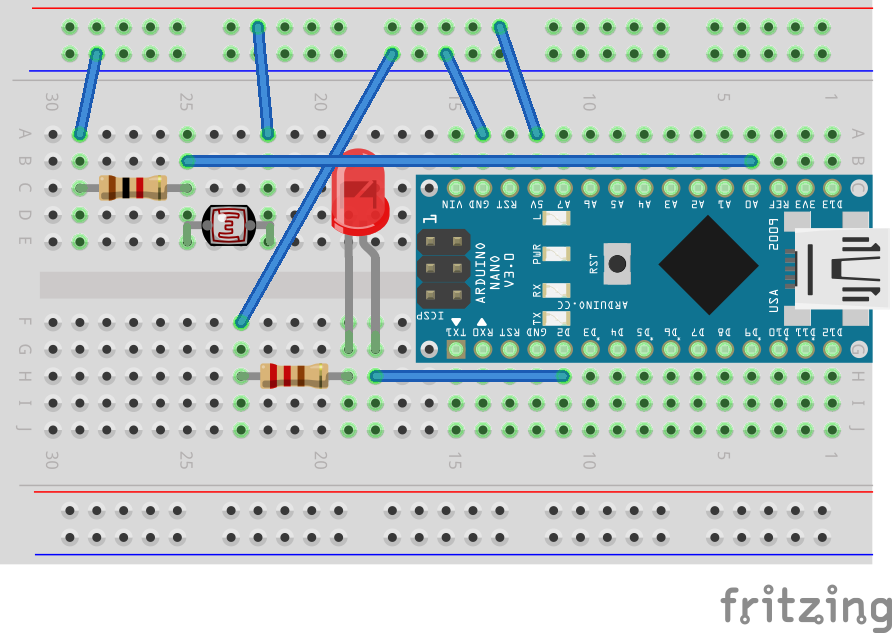 30 25 20 15 10 5 1
A A
B B
C C
D
E
VIN GND RST 5V A7 A6 A5 A4 A3 A2 A1 A0 REF 3V3 D13
1
L
PWR
RX
TX
RST
ARDUINO
NANO
V3.0
ARDUINO.CC
2009
USA
ICSP
TX1 RX0 RST GND D2 D3 D4 D5 D6 D7 D8 D9 D10 D11 D12
F
G G
H H
I I
J J
30 25 20 15 10 5 1
fritzing